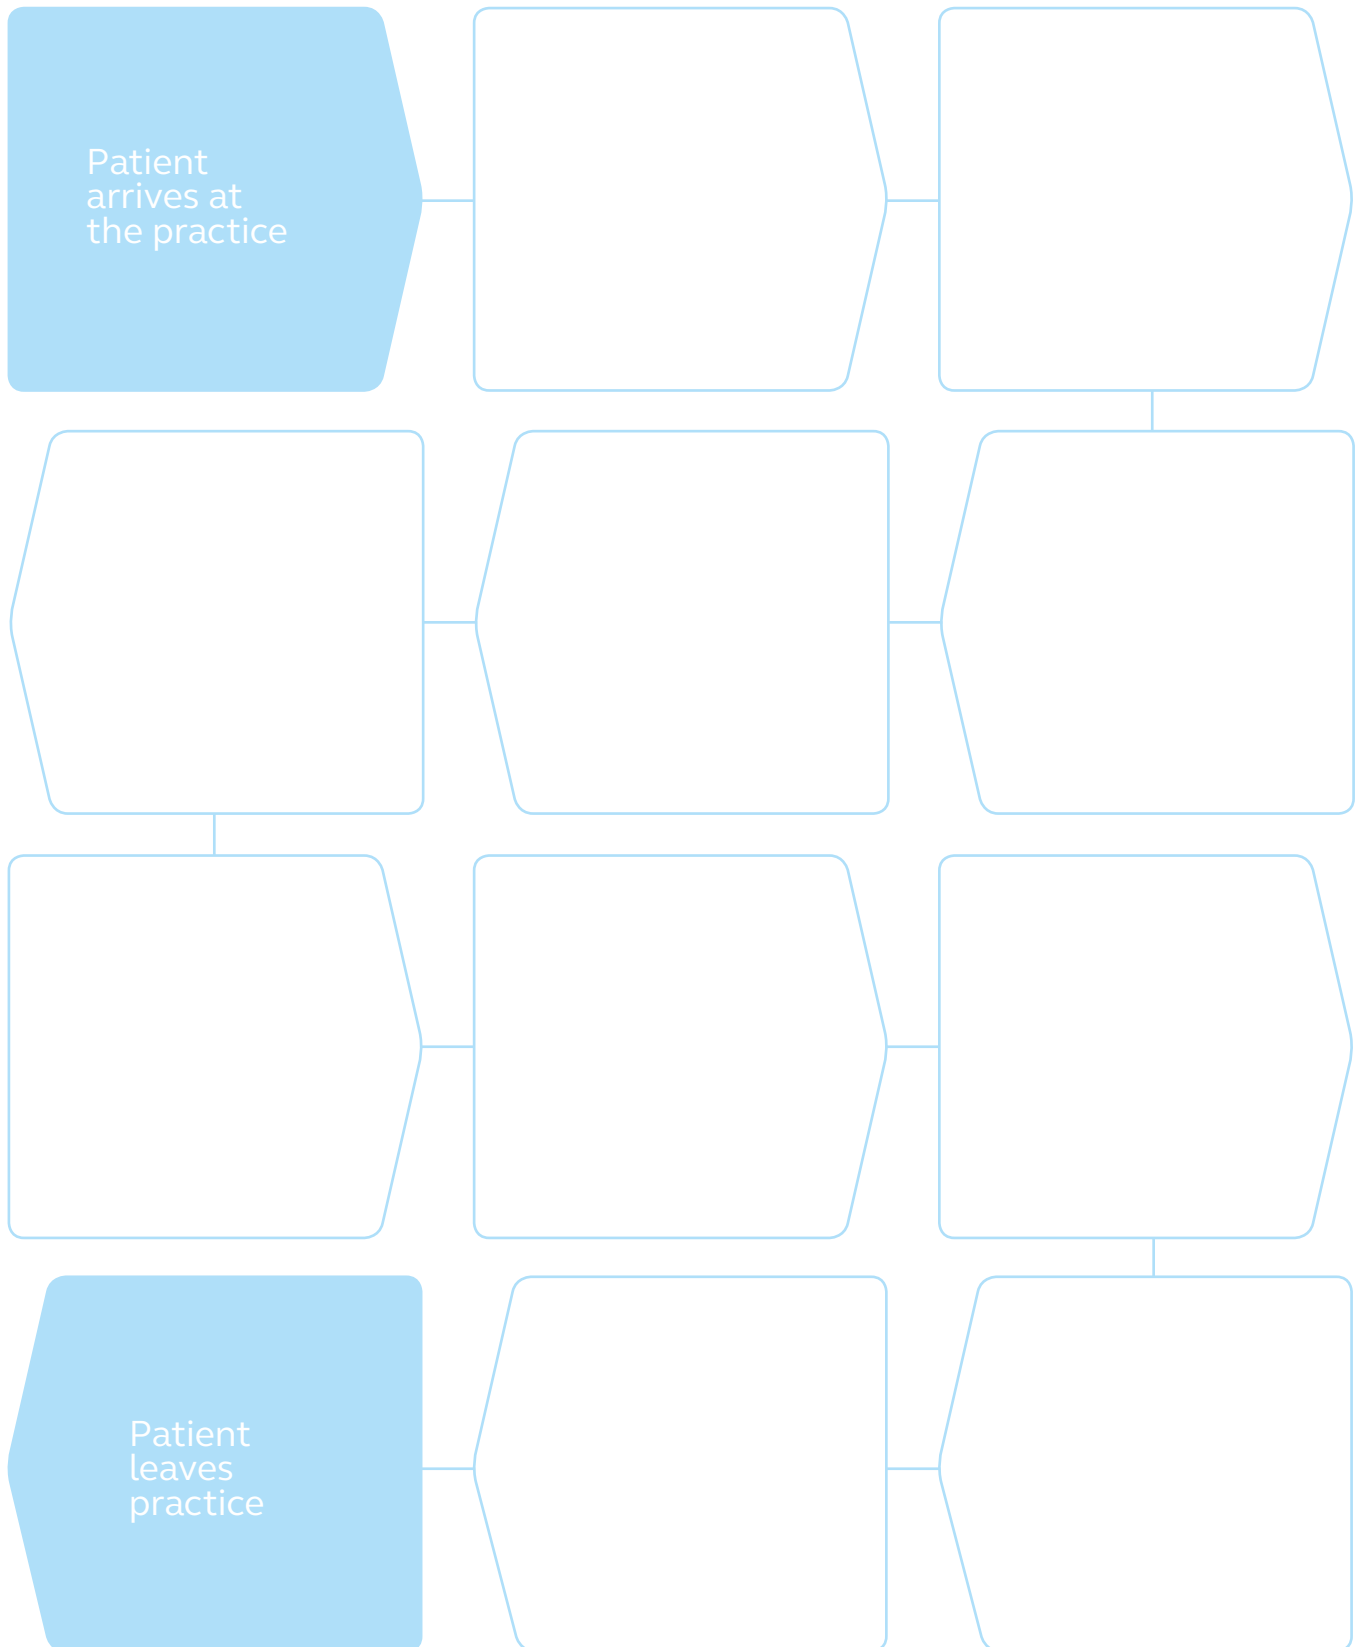 Patient
arrives at
the practice
Patient
leaves
practice